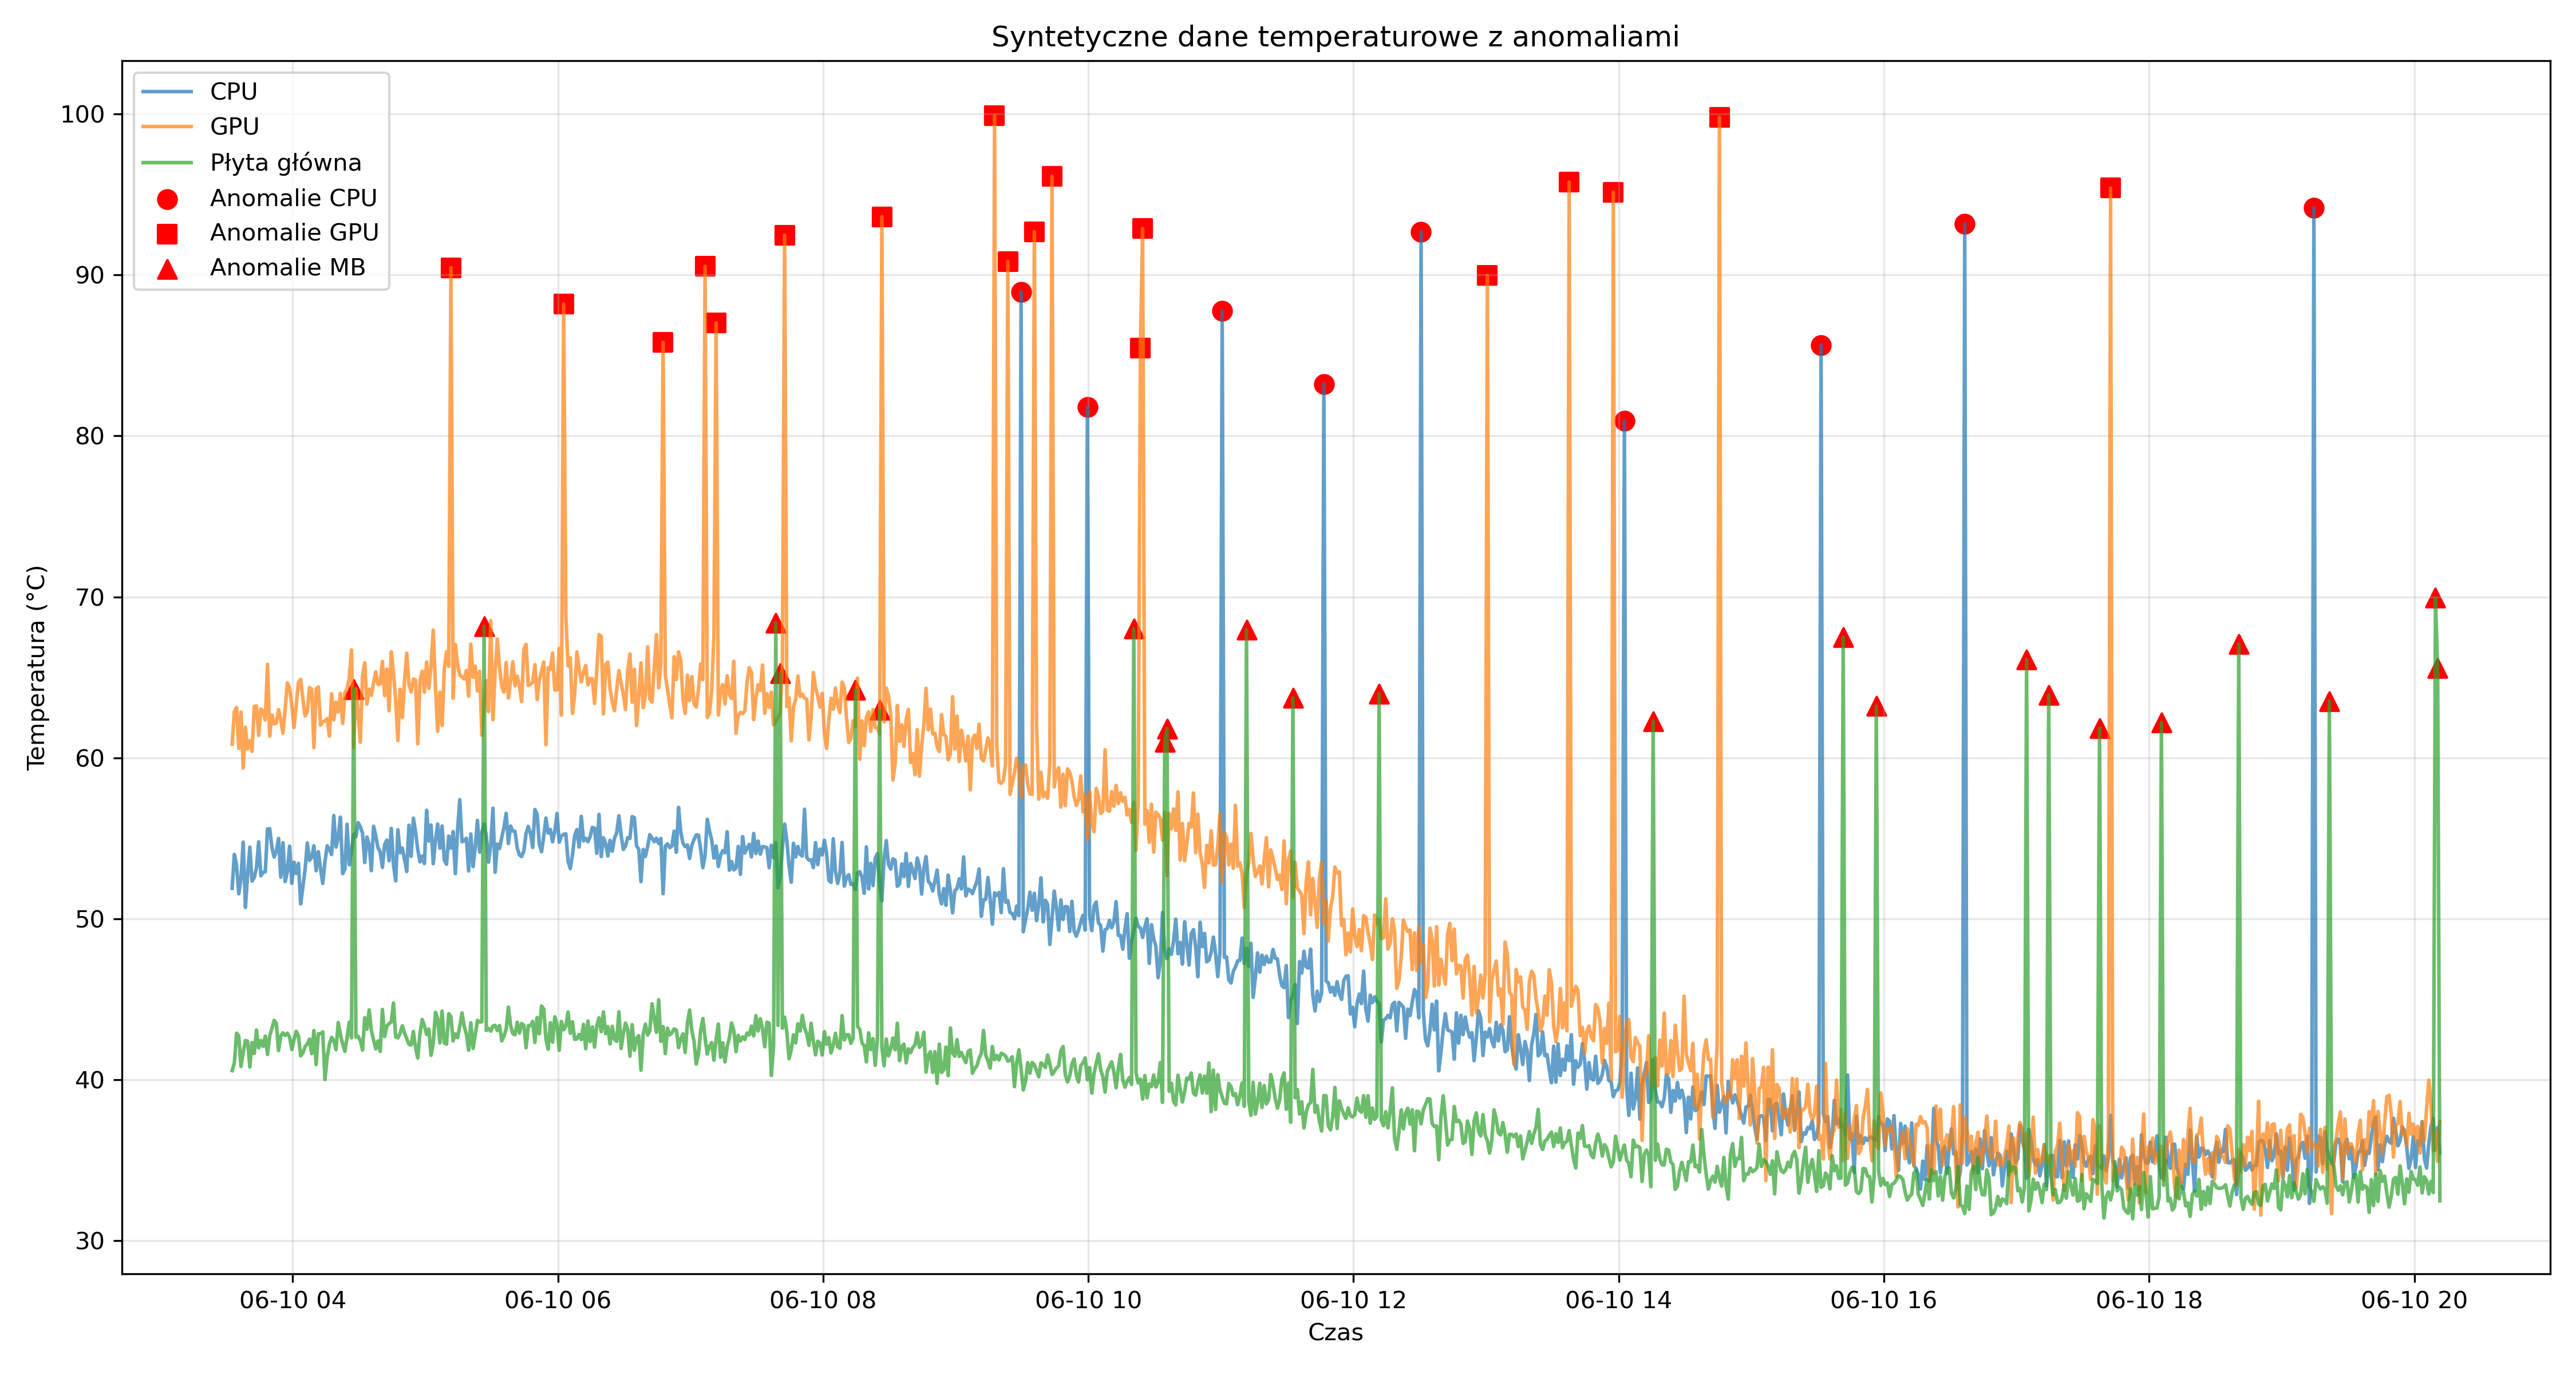 Syntetyczne dane temperaturowe z anomaliami
CPU
GPU
Płyta główna
Anomalie CPU
Anomalie GPU
Anomalie MB
Temperatura (°C)
100
90
80
70
60
50
40
30
06-10 04
06-10 06
06-10 08
06-10 10
06-10 12
06-10 14
06-10 16
06-10 18
06-10 20
Czas